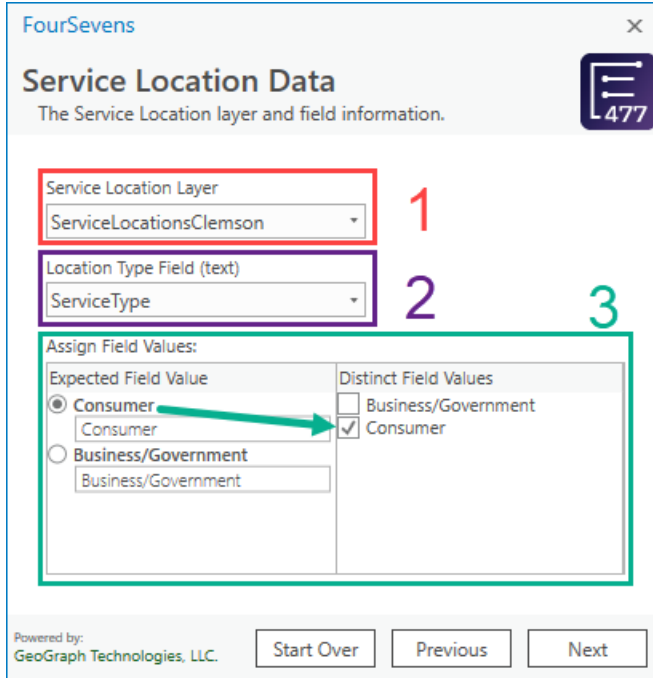 FourSevens
Service Location Data
The Service Location layer and field information.
477
Service Location Layer
ServiceLocationsClemson
1
Location Type Field (text)
ServiceType
2
3
Assign Field Values:
Expected Field Value
Distinct Field Values
Consumer
Consumer
Business/Government
Business/Government
Business/Government
Consumer
Powered by:
GeoGraph Technologies, LLC.
Start Over
Previous
Next